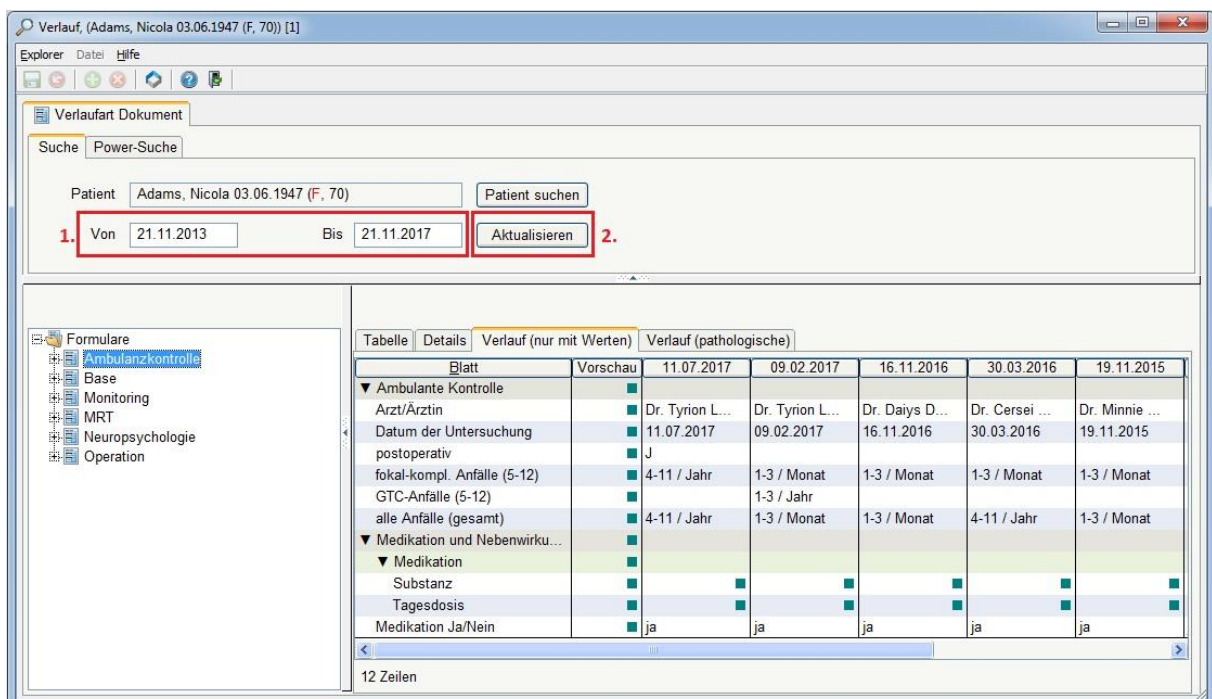 Verlauf, (Adams, Nicola 03.06.1947 (F, 70)) [1]
Explorer Datei Hilfe
Verlaufart Dokument
Suche Power-Suche
Patient Adams, Nicola 03.06.1947 (F, 70) Patient suchen
1. Von 21.11.2013 Bis 21.11.2017 Aktualisieren 2.
Formulare
Ambulanzkontrolle
Base
Monitoring
MRT
Neuropsychologie
Operation
Tabelle Details Verlauf (nur mit Werten) Verlauf (pathologische)
Blatt Vorschau 11.07.2017 09.02.2017 16.11.2016 30.03.2016 19.11.2015
▼ Ambulante Kontrolle
Arzt/Ärztin Dr. Tyrion L... Dr. Tyrion L... Dr. Daiys D... Dr. Cersei ... Dr. Minnie ...
Datum der Untersuchung 11.07.2017 09.02.2017 16.11.2016 30.03.2016 19.11.2015
postoperativ J
fokal-kompl. Anfälle (5-12) 4-11 / Jahr 1-3 / Monat 1-3 / Monat 1-3 / Monat 1-3 / Monat
GTC-Anfälle (5-12) 1-3 / Jahr
alle Anfälle (gesamt) 4-11 / Jahr 1-3 / Monat 1-3 / Monat 4-11 / Jahr 1-3 / Monat
▼ Medikation und Nebenwirku...
▼ Medikation
Substanz
Tagesdosis
Medikation Ja/Nein ja ja ja ja ja
12 Zeilen